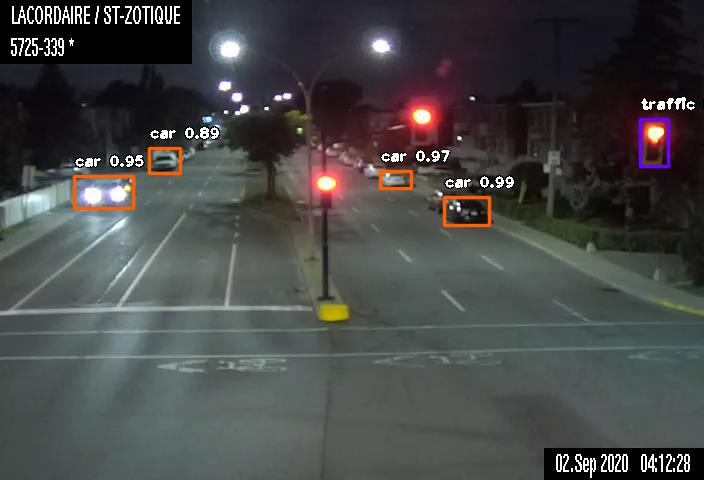 LACORDAIRE / ST-ZOTIQUE
5725-339 *
traffic
car 0.89
car 0.95
car 0.97
car 0.99
02.Sep 2020 04:12:28